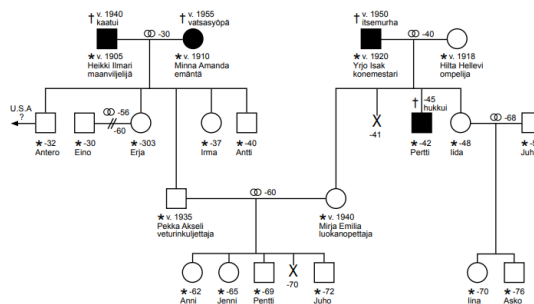 † v. 1940
kaatui
† v. 1955
vatsasyöpä
† v. 1950
itsemurha
-30
-40
* v. 1905
Heikki Ilmari
maanviljelijä
* v. 1910
Minna Amanda
emäntä
* v. 1920
Yrjo Isak
konemestari
* v. 1918
Hilta Hellevi
ompelija
U.S.A
?
-56
-60
† -45
hukkui
-68
* -32
Antero
* -30
Eino
* -303
Erja
* -37
Irma
* -40
Antti
X
-41
* -42
Pertti
* -48
Iida
Juh
-60
* v. 1935
Pekka Akseli
veturinkuljettaja
* v. 1940
Mirja Emilia
luokanopettaja
* -62
Anni
* -65
Jenni
* -69
Pentti
X
-70
* -72
Juho
* -70
Iina
* -76
Asko